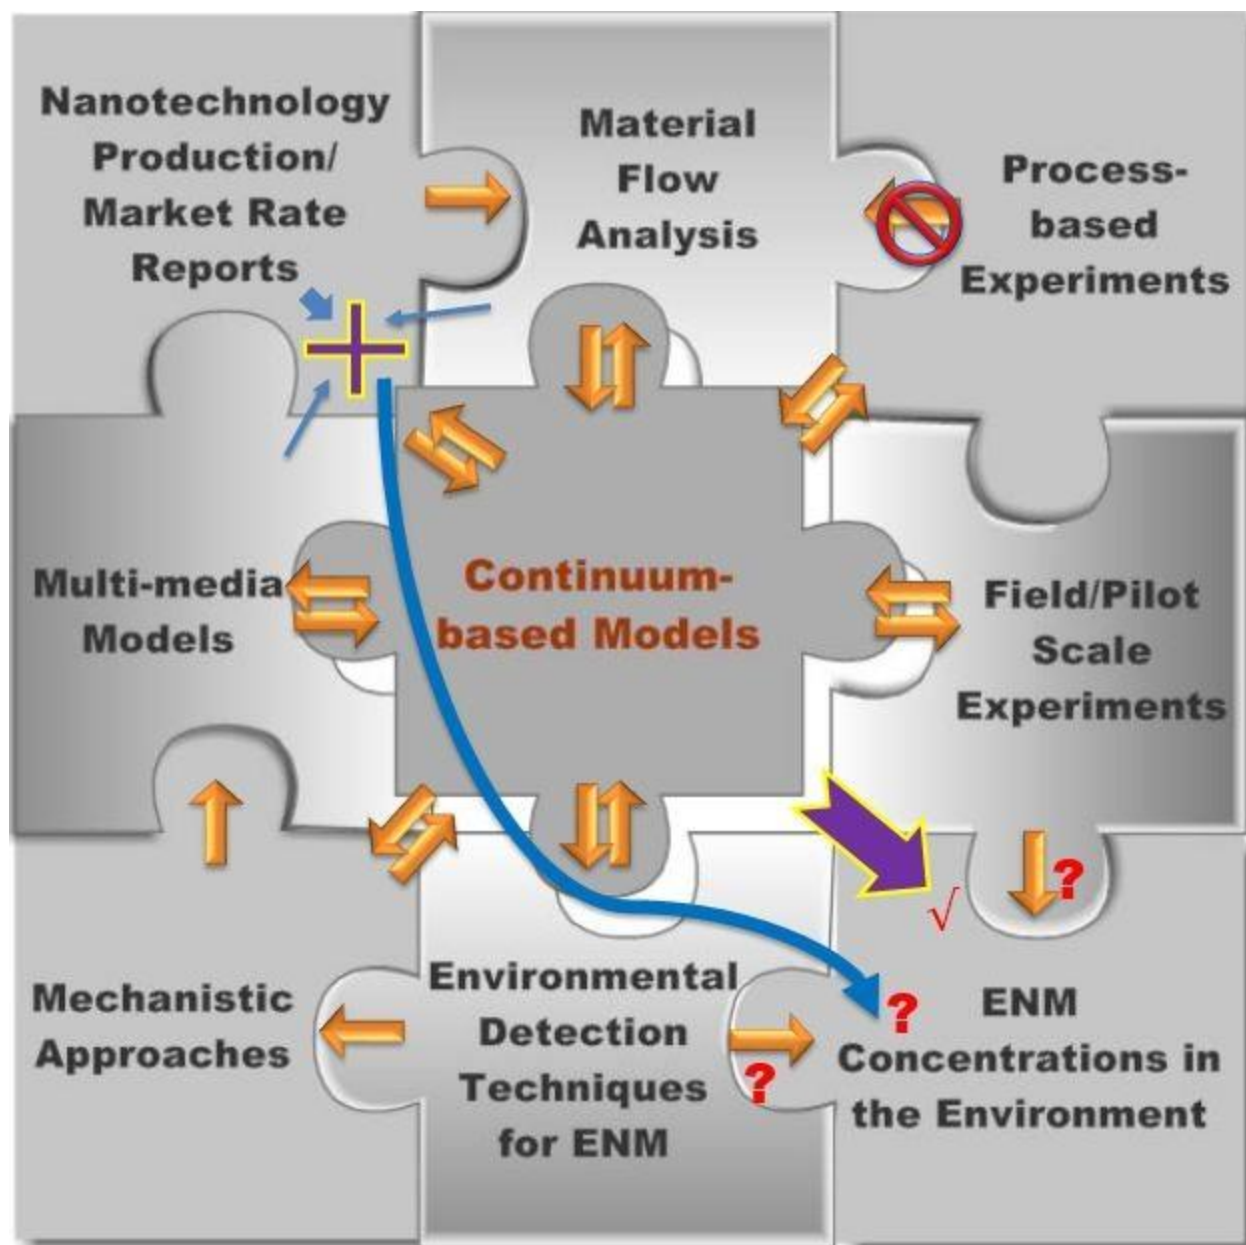 Nanotechnology
Production/
Market Rate
Reports
Material
Flow
Analysis
Process-
based
Experiments
Multi-media
Models
Continuum-
based Models
Field/Pilot
Scale
Experiments
?
√
Mechanistic
Approaches
Environmental
Detection
Techniques
for ENM
?
?
ENM
Concentrations in
the Environment